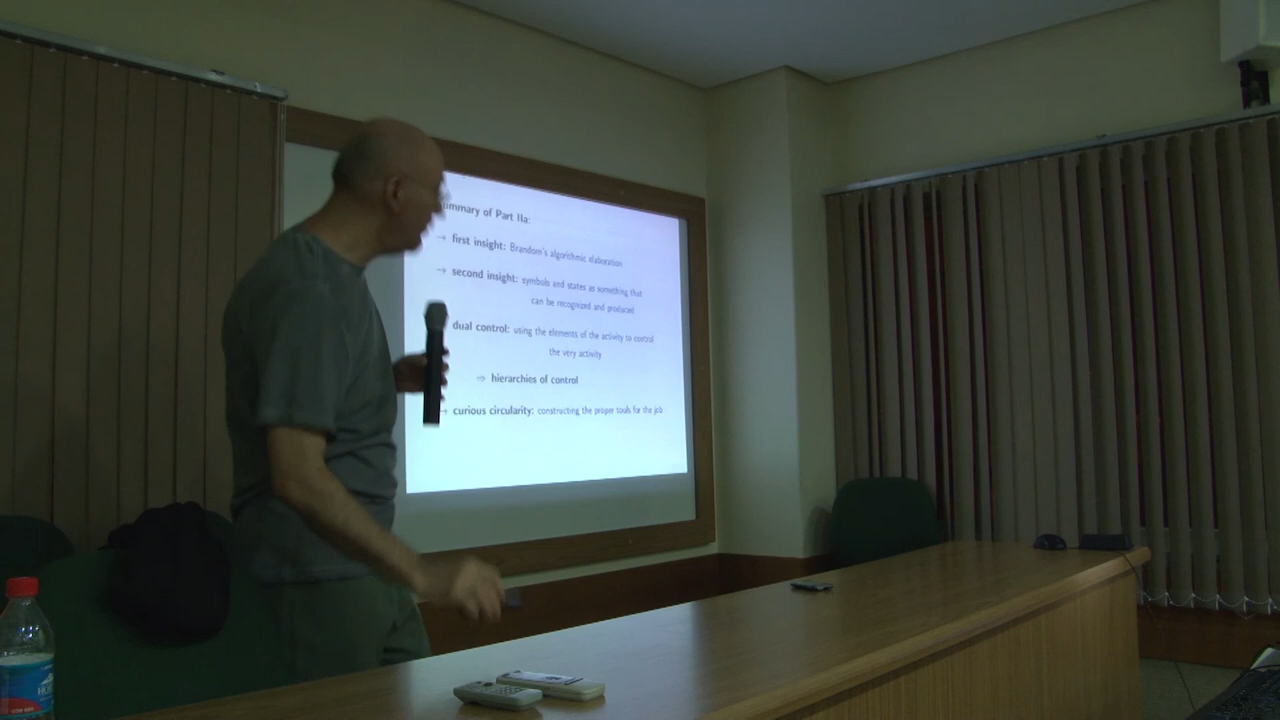 ummary of Part IIa:
→ first insight: Brandom's algorithmic elaboration
→ second insight: symbols and states as something that
can be recognized and produced
dual control: using the elements of the activity to control
the very activity
⇒ hierarchies of control
→ curious circularity: constructing the proper tools for the job